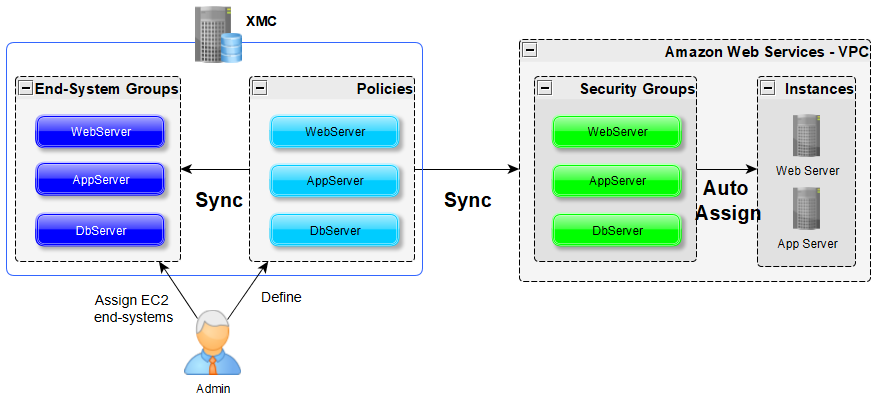 XMC
End-System Groups
WebServer
AppServer
DbServer
Policies
WebServer
AppServer
DbServer
Sync
Sync
Amazon Web Services - VPC
Security Groups
WebServer
AppServer
DbServer
Auto
Assign
Instances
Web Server
App Server
Assign EC2
end-systems
Define
Admin